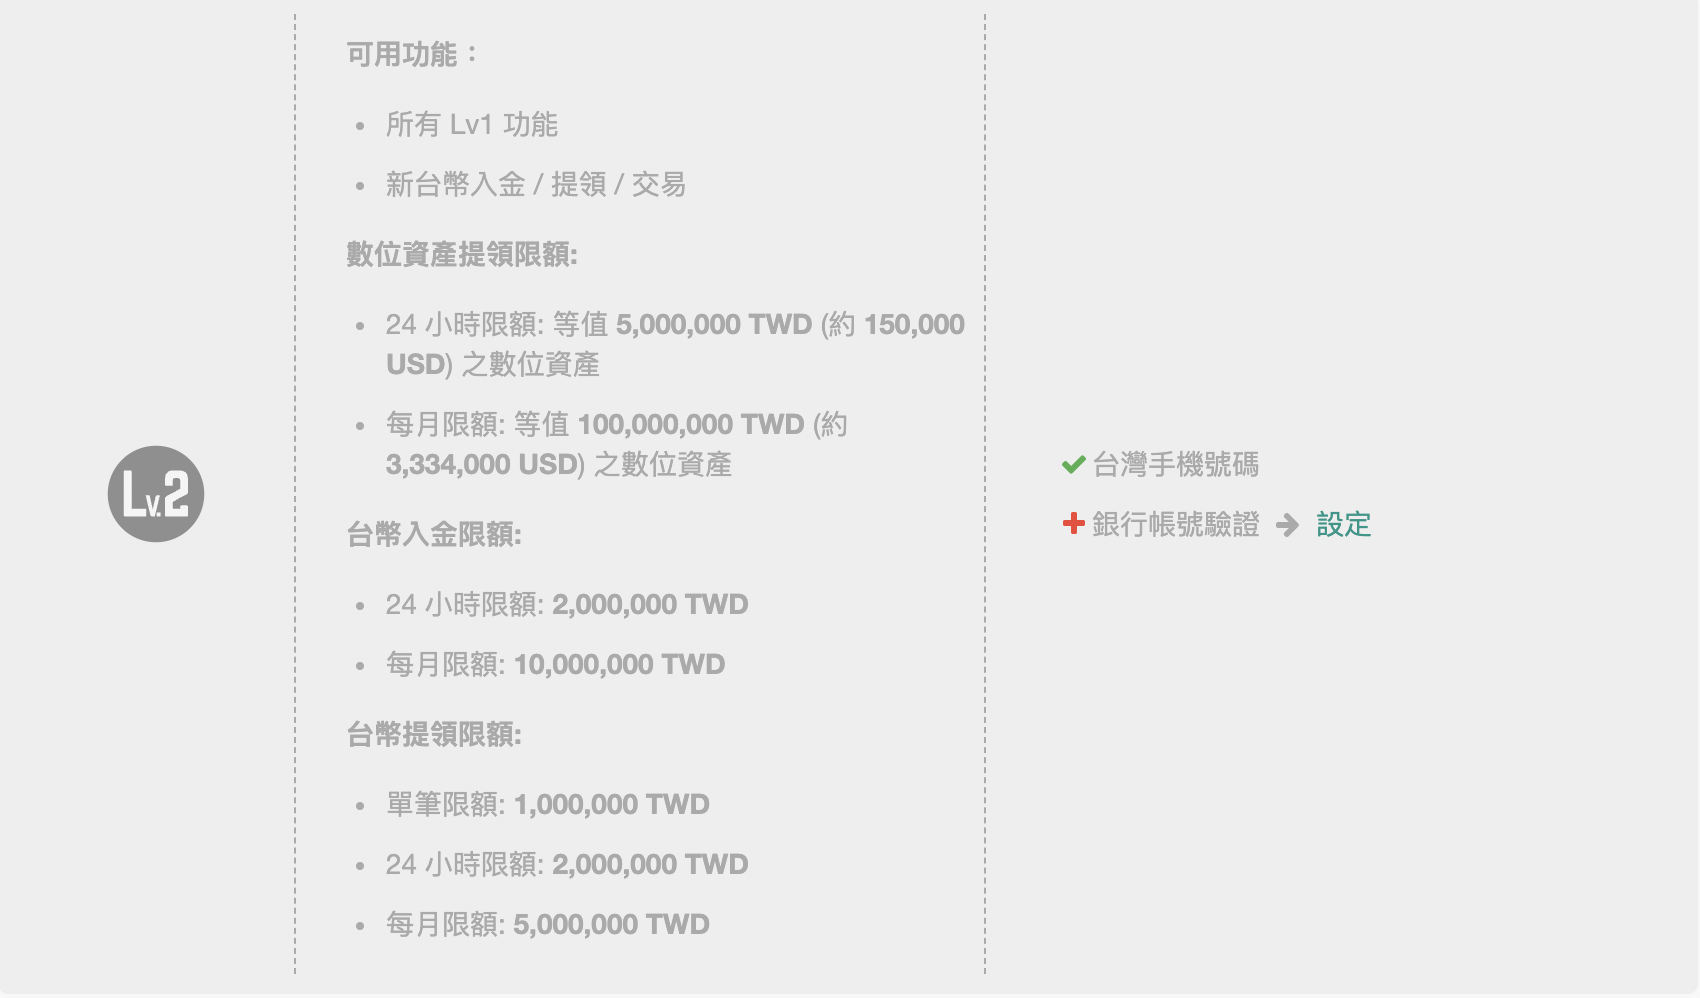 可用功能：
所有 Lv1 功能
新台幣入金 / 提領 / 交易
數位資產提領限額:
24 小時限額: 等值 5,000,000 TWD (約 150,000
USD) 之數位資產
每月限額: 等值 100,000,000 TWD (約
3,334,000 USD) 之數位資產
台幣入金限額:
24 小時限額: 2,000,000 TWD
每月限額: 10,000,000 TWD
台幣提領限額:
單筆限額: 1,000,000 TWD
24 小時限額: 2,000,000 TWD
每月限額: 5,000,000 TWD
Lv.2
台灣手機號碼
銀行帳號驗證 → 設定